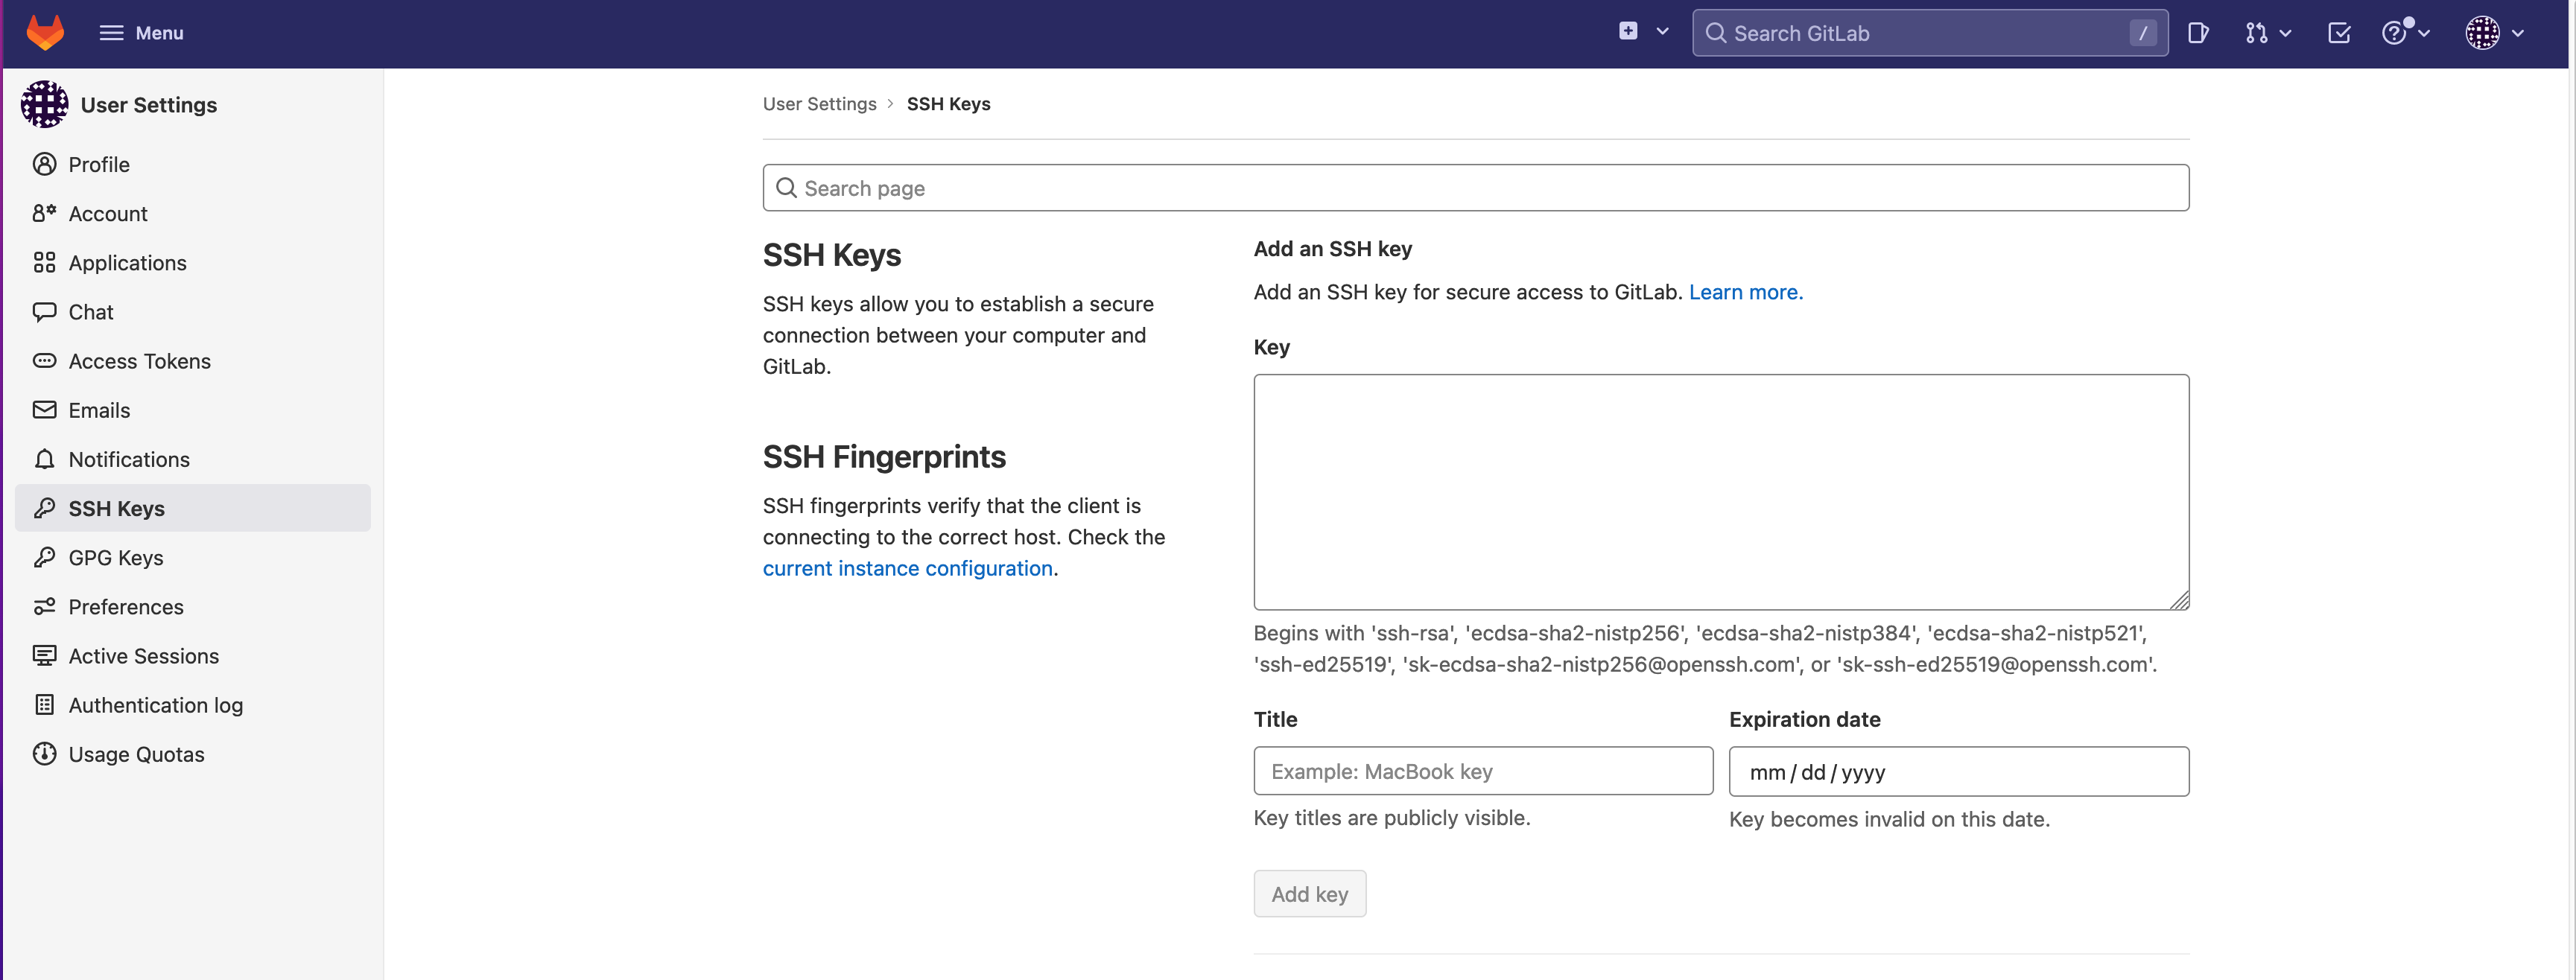 Menu
Search GitLab
/
User Settings
Profile
Account
Applications
Chat
Access Tokens
Emails
Notifications
SSH Keys
GPG Keys
Preferences
Active Sessions
Authentication log
Usage Quotas
User Settings › SSH Keys
Search page
SSH Keys
SSH keys allow you to establish a secure
connection between your computer and
GitLab.
SSH Fingerprints
SSH fingerprints verify that the client is
connecting to the correct host. Check the
current instance configuration.
Add an SSH key
Add an SSH key for secure access to GitLab. Learn more.
Key
Begins with 'ssh-rsa', 'ecdsa-sha2-nistp256', 'ecdsa-sha2-nistp384', 'ecdsa-sha2-nistp521',
'ssh-ed25519', 'sk-ecdsa-sha2-nistp256@openssh.com', or 'sk-ssh-ed25519@openssh.com'.
Title
Example: MacBook key
Key titles are publicly visible.
Expiration date
mm/dd/yyyy
Key becomes invalid on this date.
Add key